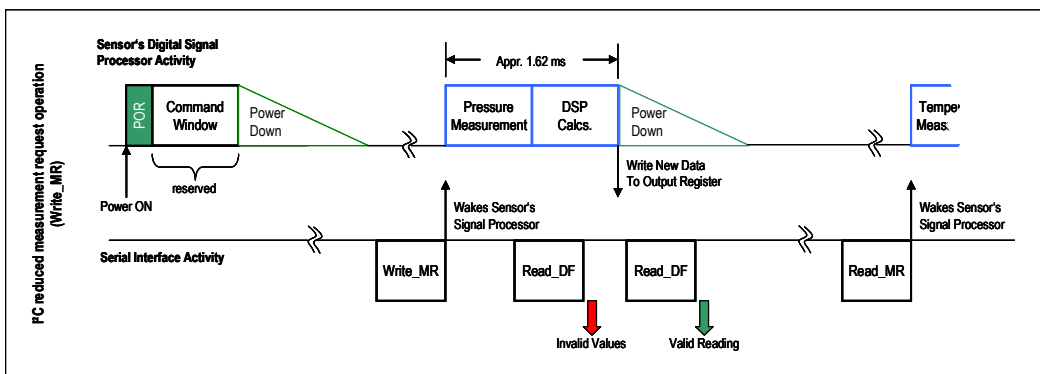 I²C reduced measurement request operation
(Write_MR)
Sensor's Digital Signal
Processor Activity
Appr. 1.62 ms
POR
Command
Window
Power
Down
Pressure
Measurement
DSP
Calcs.
Power
Down
Meas.
reserved
Write New Data
To Output Register
Power ON
Wakes Sensor's
Signal Processor
Wakes Sensor's
Signal Processor
Serial Interface Activity
Write_MR
Read_DF
Read_DF
Read_MR
Invalid Values
Valid Reading